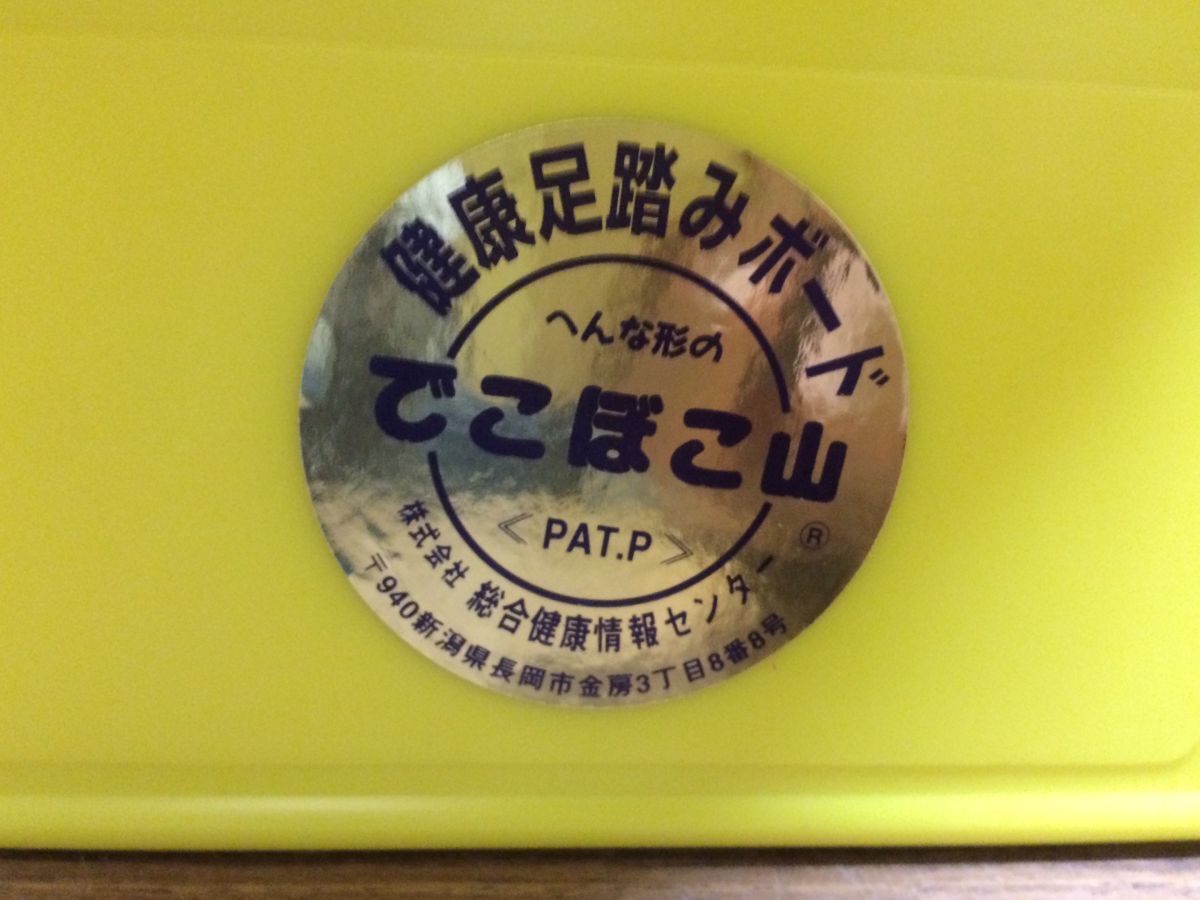 健康足踏みボード
へんな形の
でこぼこ山
®
《PAT.P》
株式会社 総合健康情報センター
〒940新潟県長岡市金房3丁目8番8号